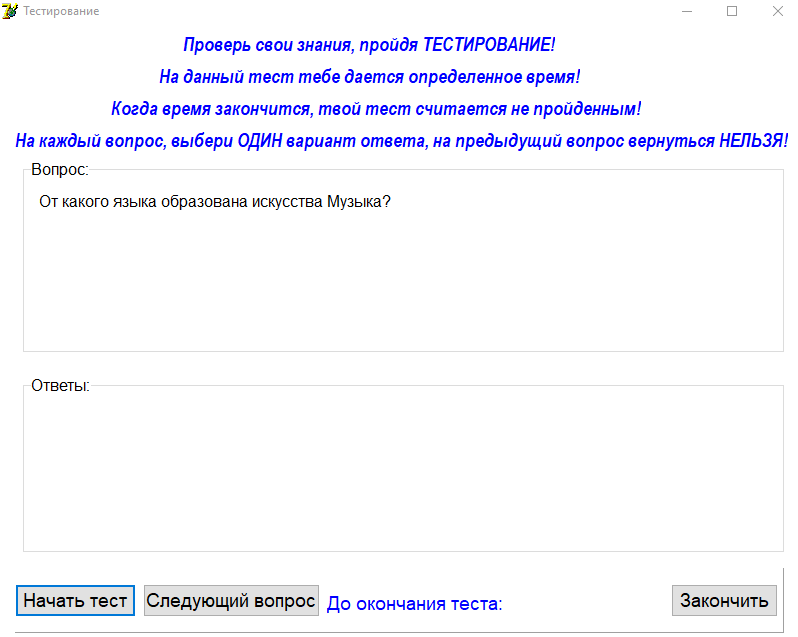 Тестирование
Проверь свои знания, пройдя ТЕСТИРОВАНИЕ!
На данный тест тебе дается определенное время!
Когда время закончится, твой тест считается не пройденным!
На каждый вопрос, выбери ОДИН вариант ответа, на предыдущий вопрос вернуться НЕЛЬЗЯ!
Вопрос:
От какого языка образована искусства Музыка?
Ответы:
Начать тест Следующий вопрос До окончания теста: Закончить